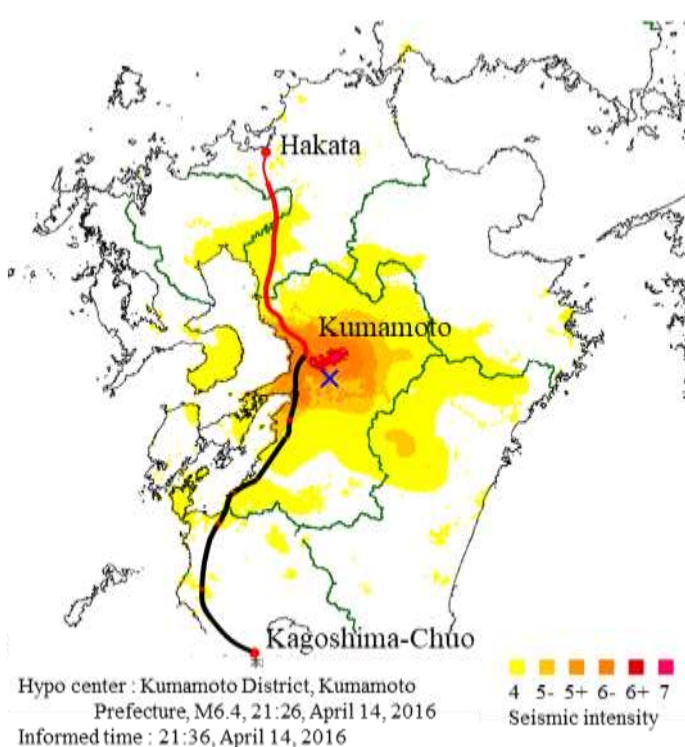 Hakata
Kumamoto
Kagoshima-Chuo
Hypo center : Kumamoto District, Kumamoto
Prefecture, M6.4, 21:26, April 14, 2016
Informed time : 21:36, April 14, 2016
4 5- 5+ 6- 6+ 7
Seismic intensity